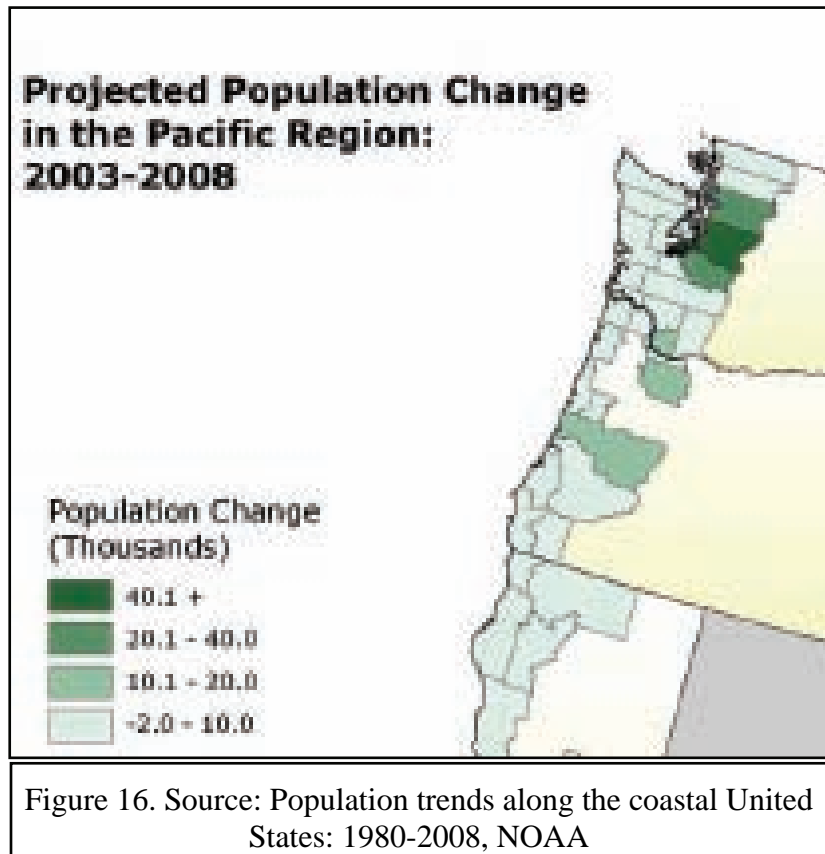 Projected Population Change
in the Pacific Region:
2003-2008
Population Change
(Thousands)
40.1 +
20.1 - 40.0
10.1 - 20.0
-2.0 - 10.0
Figure 16. Source: Population trends along the coastal United
States: 1980-2008, NOAA